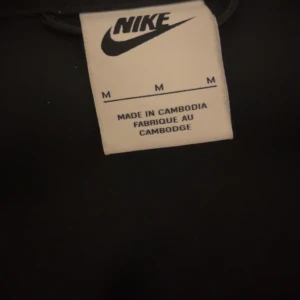 NIKE
M M M
MADE IN CAMBODIA
FABRIQUE AU
CAMBODGE